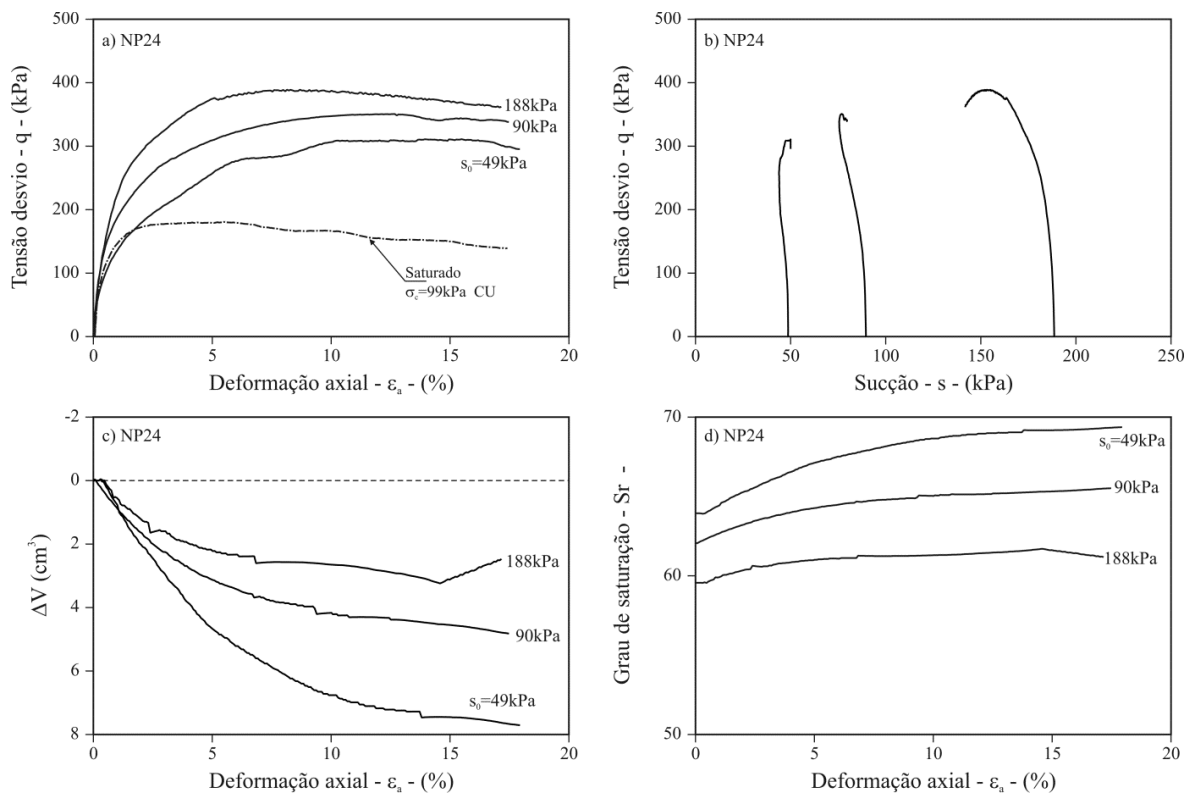 a) NP24
500
400
300
200
100
0
0
5
10
15
20
Tensão desvio - q - (kPa)
Deformação axial - εₐ - (%)
188kPa
90kPa
s₀=49kPa
Saturado
σc=99kPa CU
b) NP24
500
400
300
200
100
0
0
50
100
150
200
250
Tensão desvio - q - (kPa)
Sucção - s - (kPa)
c) NP24
-2
0
2
4
6
8
0
5
10
15
20
ΔV (cm³)
Deformação axial - εₐ - (%)
188kPa
90kPa
s₀=49kPa
d) NP24
70
60
50
0
5
10
15
20
Grau de saturação - Sr -
Deformação axial - εₐ - (%)
s₀=49kPa
90kPa
188kPa